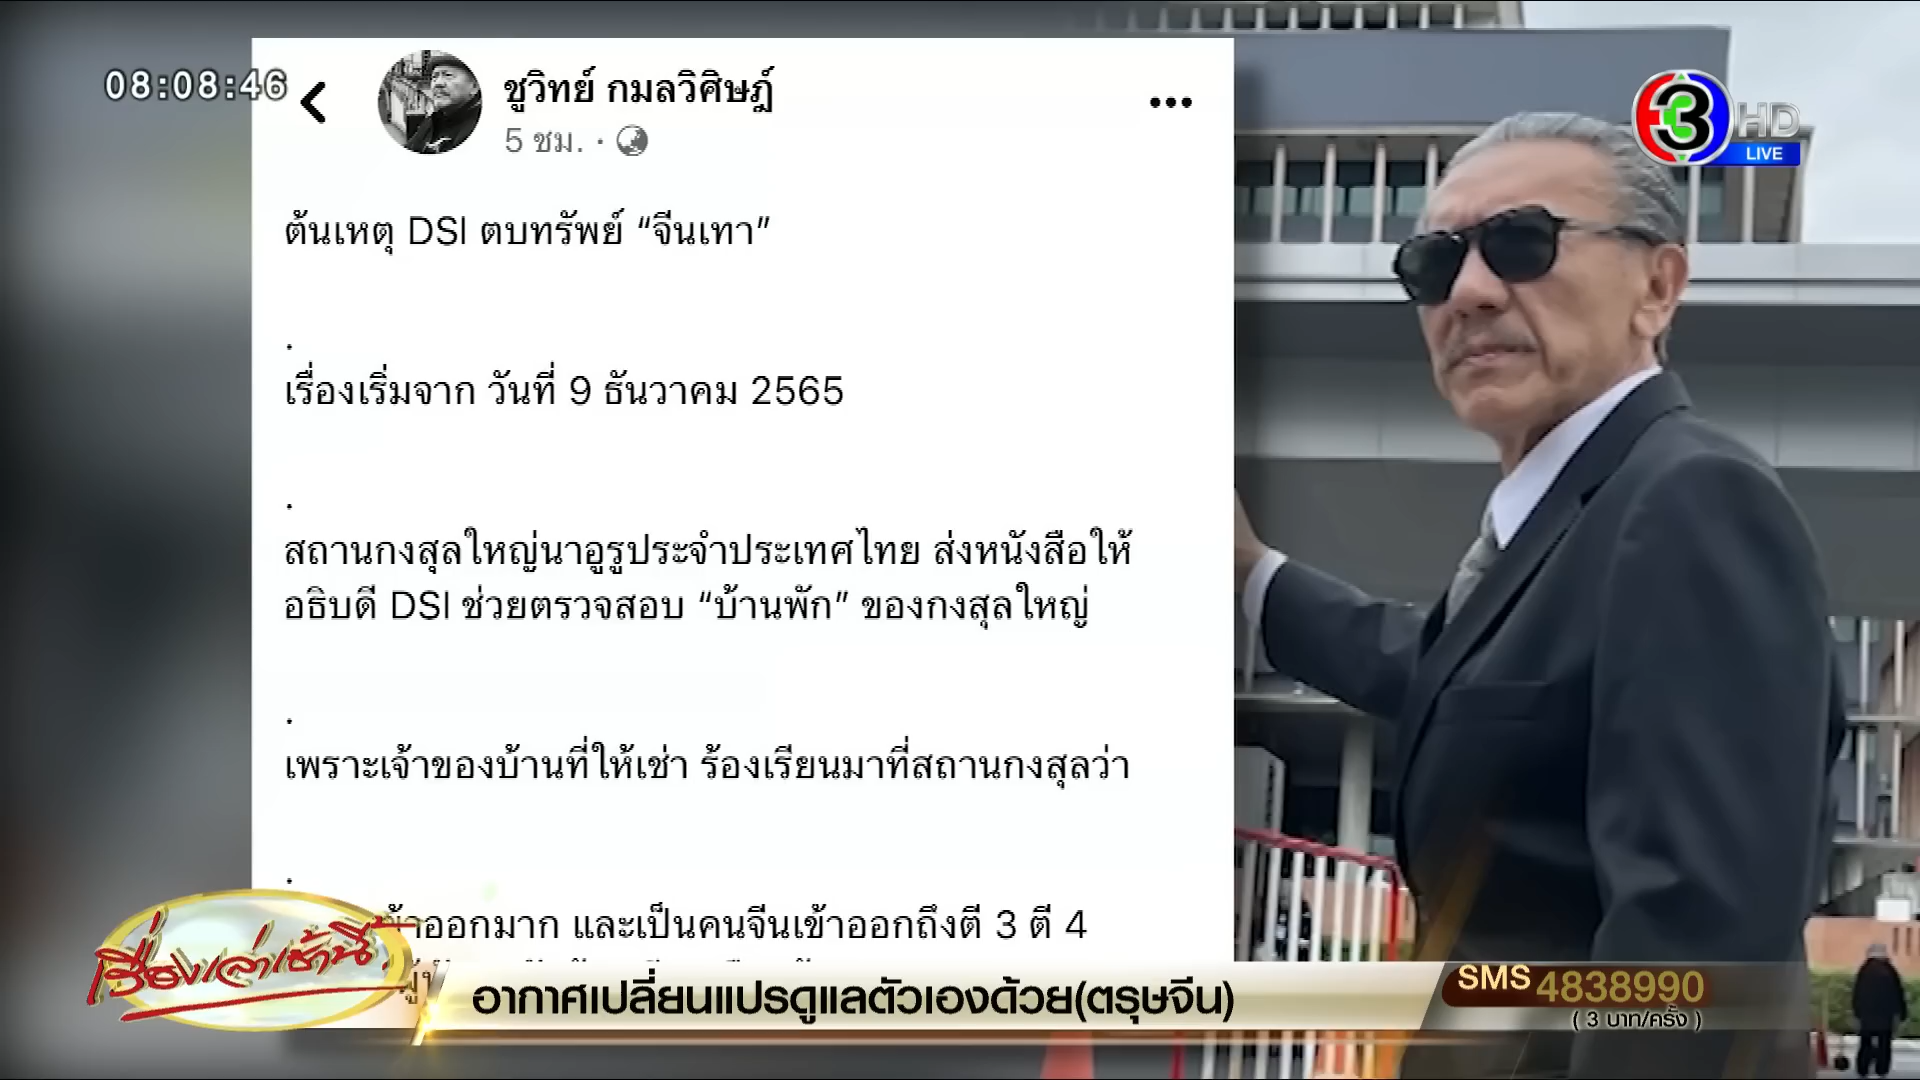 08:08:46
ชูวิทย์ กมลวิศิษฎ์
5 ชม. ·
3 HD
LIVE
ต้นเหตุ DSI ตบทรัพย์ “จีนเทา”
.
เรื่องเริ่มจาก วันที่ 9 ธันวาคม 2565
.
สถานกงสุลใหญ่นาอูรูประจำประเทศไทย ส่งหนังสือให้
อธิบดี DSI ช่วยตรวจสอบ “บ้านพัก” ของกงสุลใหญ่
.
เพราะเจ้าของบ้านที่ให้เช่า ร้องเรียนมาที่สถานกงสุลว่า
.
และเป็นคนจีนเข้าออกถึงตี 3 ตี 4
เรื่องเล่าเช้านี้
อากาศเปลี่ยนแปรดูแลตัวเองด้วย(ตรุษจีน)
SMS 4838990
( 3 บาท/ครั้ง )